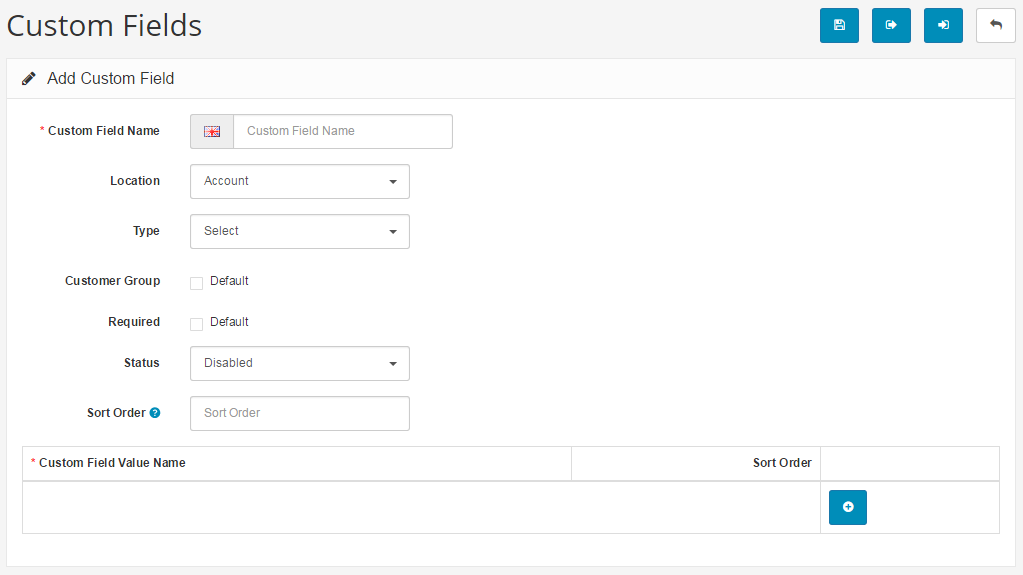 Custom Fields
Add Custom Field
* Custom Field Name
Custom Field Name
Location
Account
Type
Select
Customer Group
Default
Required
Default
Status
Disabled
Sort Order ?
Sort Order
* Custom Field Value Name
Sort Order